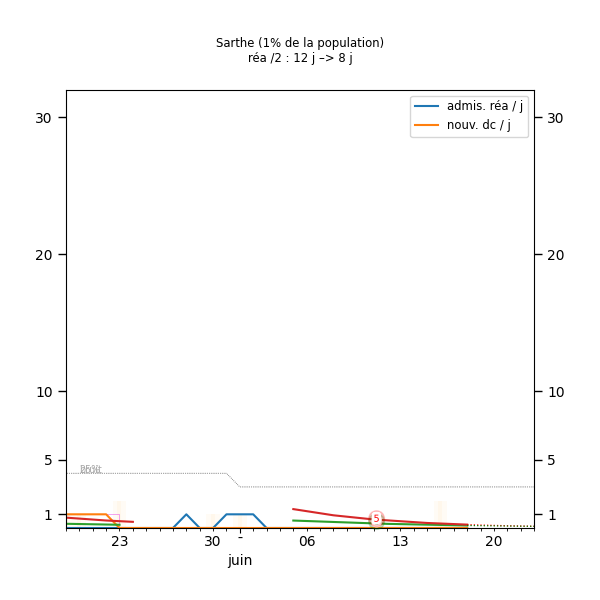 Sarthe (1% de la population)
réa /2 : 12 j –> 8 j
admis. réa / j
nouv. dc / j
30 30
20 20
10 10
5 5
1 1
5
23 30 - 06 13 20
juin